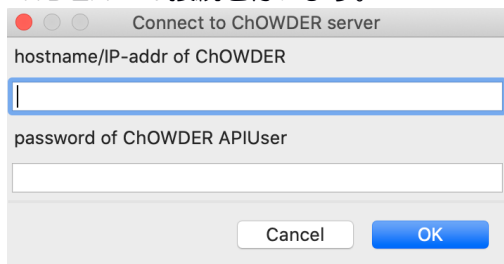 Connect to ChOWDER server
hostname/IP-addr of ChOWDER
password of ChOWDER APIUser
Cancel OK